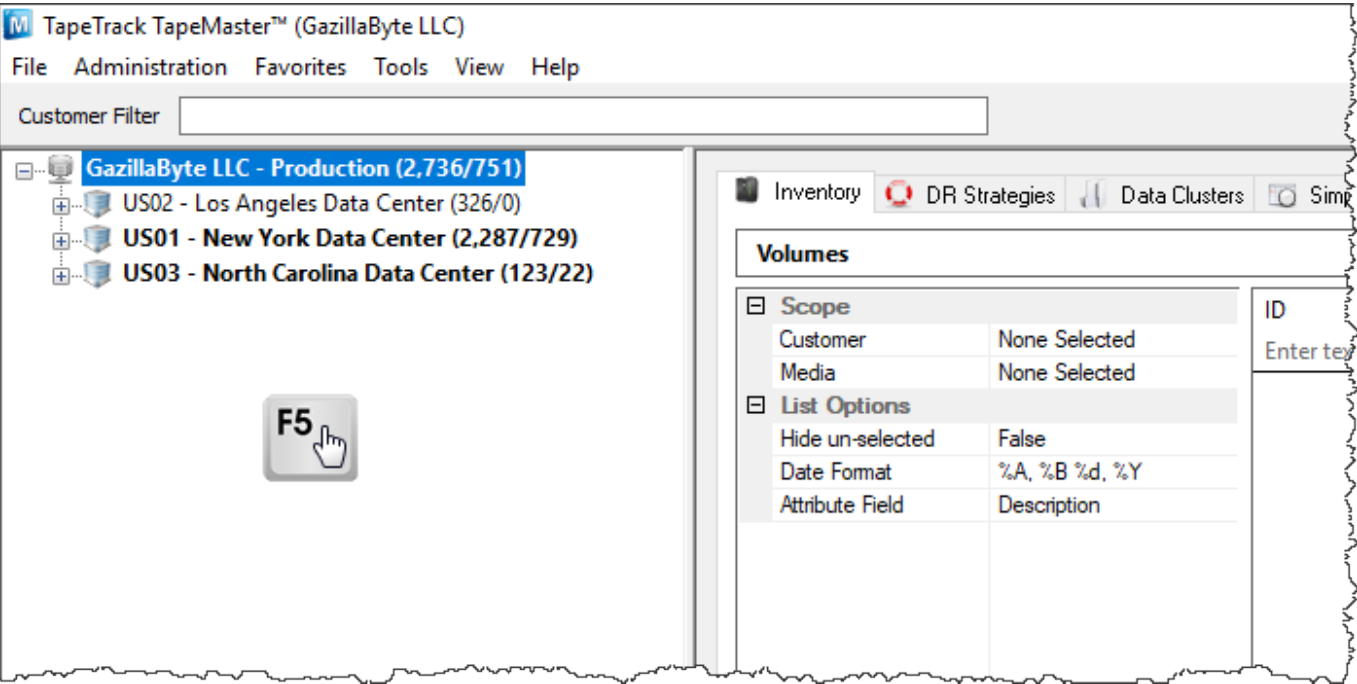 TapeTrack TapeMaster™ (GazillaByte LLC)
File Administration Favorites Tools View Help
Customer Filter
GazillaByte LLC - Production (2,736/751)
US02 - Los Angeles Data Center (326/0)
US01 - New York Data Center (2,287/729)
US03 - North Carolina Data Center (123/22)
F5
Inventory DR Strategies Data Clusters
Volumes
Scope
Customer None Selected
Media None Selected
List Options
Hide un-selected False
Date Format %A, %B %d, %Y
Attribute Field Description
ID
Enter